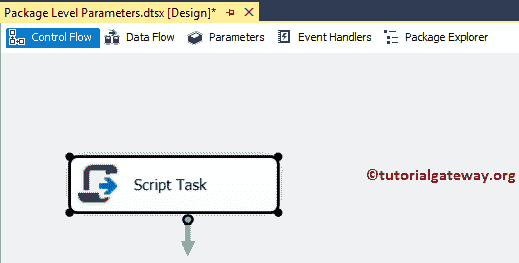 Package Level Parameters.dtsx [Design]*
Control Flow Data Flow Parameters Event Handlers Package Explorer
Script Task
©tutorialgateway.org